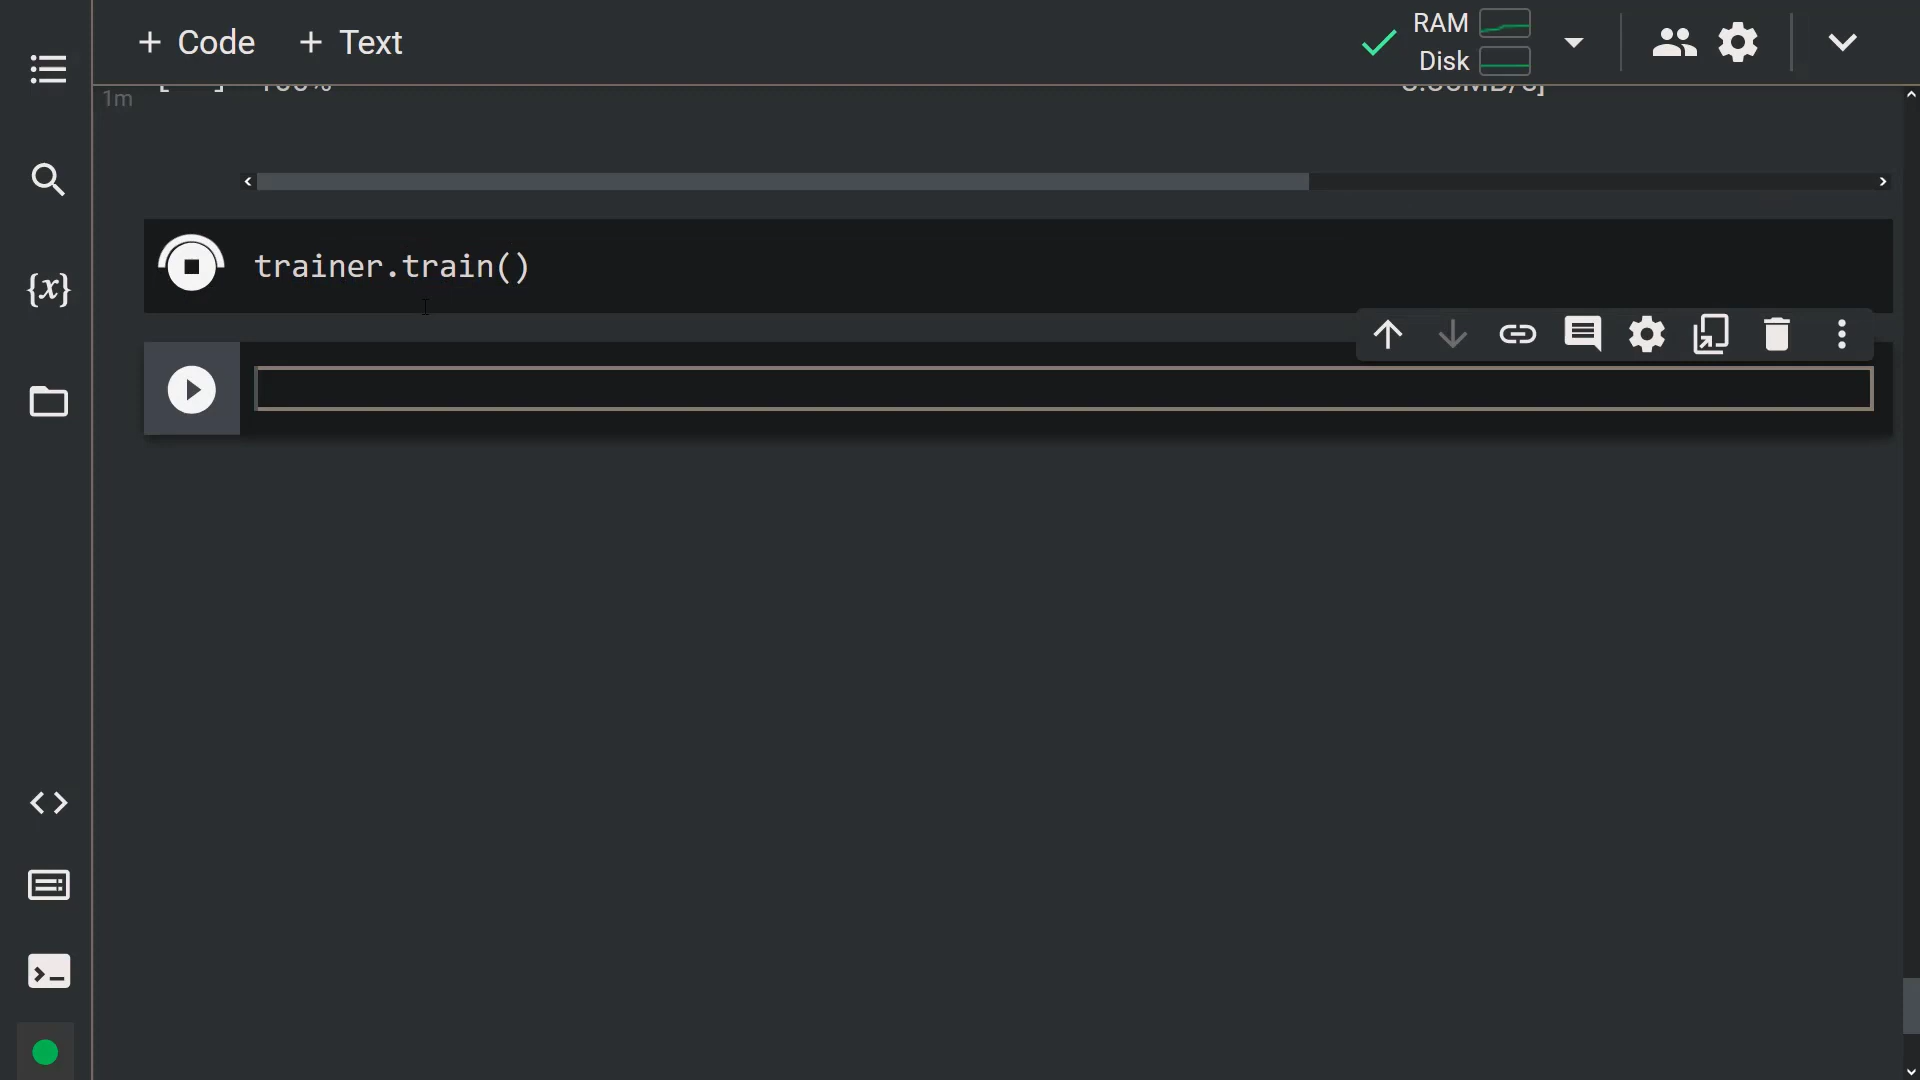 + Code + Text
RAM
Disk
1m
{x}
trainer.train()